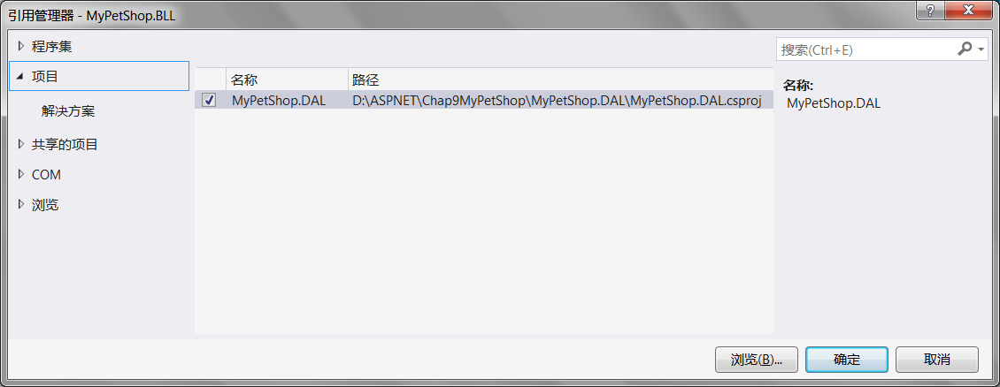 引用管理器 - MyPetShop.BLL
?
程序集
搜索(Ctrl+E)
项目
名称
路径
名称:
MyPetShop.DAL
D:\ASPNET\Chap9MyPetShop\MyPetShop.DAL\MyPetShop.DAL.csproj
MyPetShop.DAL
解决方案
共享的项目
COM
浏览
浏览(B)...
确定
取消